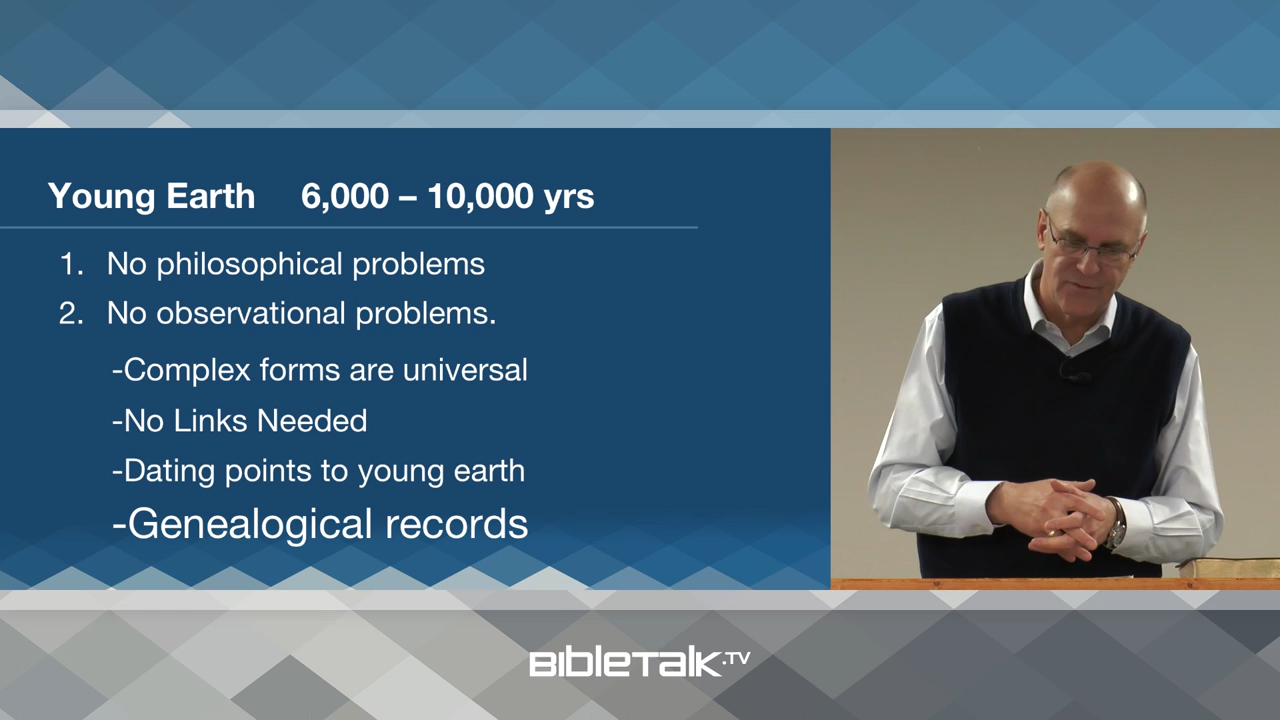 Young Earth 6,000 – 10,000 yrs
1. No philosophical problems
2. No observational problems.
-Complex forms are universal
-No Links Needed
-Dating points to young earth
-Genealogical records
BIBLETALK.TV